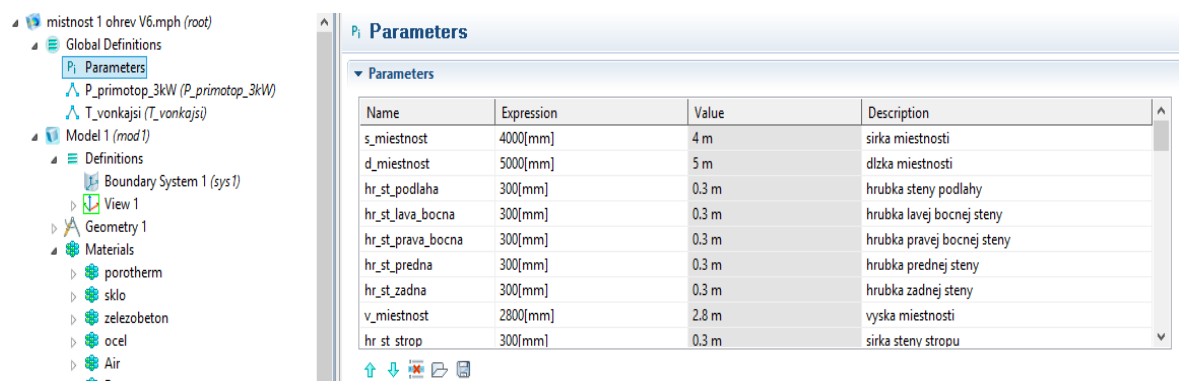 mistnost 1 ohrev V6.mph (root)
Global Definitions
Pi Parameters
P_primotop_3kW (P_primotop_3kW)
T_vonkajsi (T_vonkajsi)
Model 1 (mod1)
Definitions
Boundary System 1 (sys1)
View 1
Geometry 1
Materials
porotherm
sklo
zelezobeton
ocel
Air
Pi Parameters
Parameters
Name Expression Value Description
s_miestnost 4000[mm] 4 m sirka miestnosti
d_miestnost 5000[mm] 5 m dlzka miestnosti
hr_st_podlaha 300[mm] 0.3 m hrubka steny podlahy
hr_st_lava_bocna 300[mm] 0.3 m hrubka lavej bocnej steny
hr_st_prava_bocna 300[mm] 0.3 m hrubka pravej bocnej steny
hr_st_predna 300[mm] 0.3 m hrubka prednej steny
hr_st_zadna 300[mm] 0.3 m hrubka zadnej steny
v_miestnost 2800[mm] 2.8 m vyska miestnosti
hr_st_strop 300[mm] 0.3 m sirka steny stropu